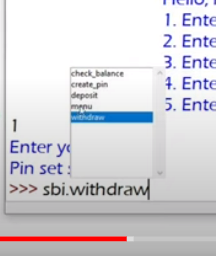 Hello,
1. Ente
2. Ente
3. Ente
4. Ente
5. Ente
check_balance
create_pin
deposit
menu
withdraw
1
Enter yo
Pin set
>>> sbi.withdraw